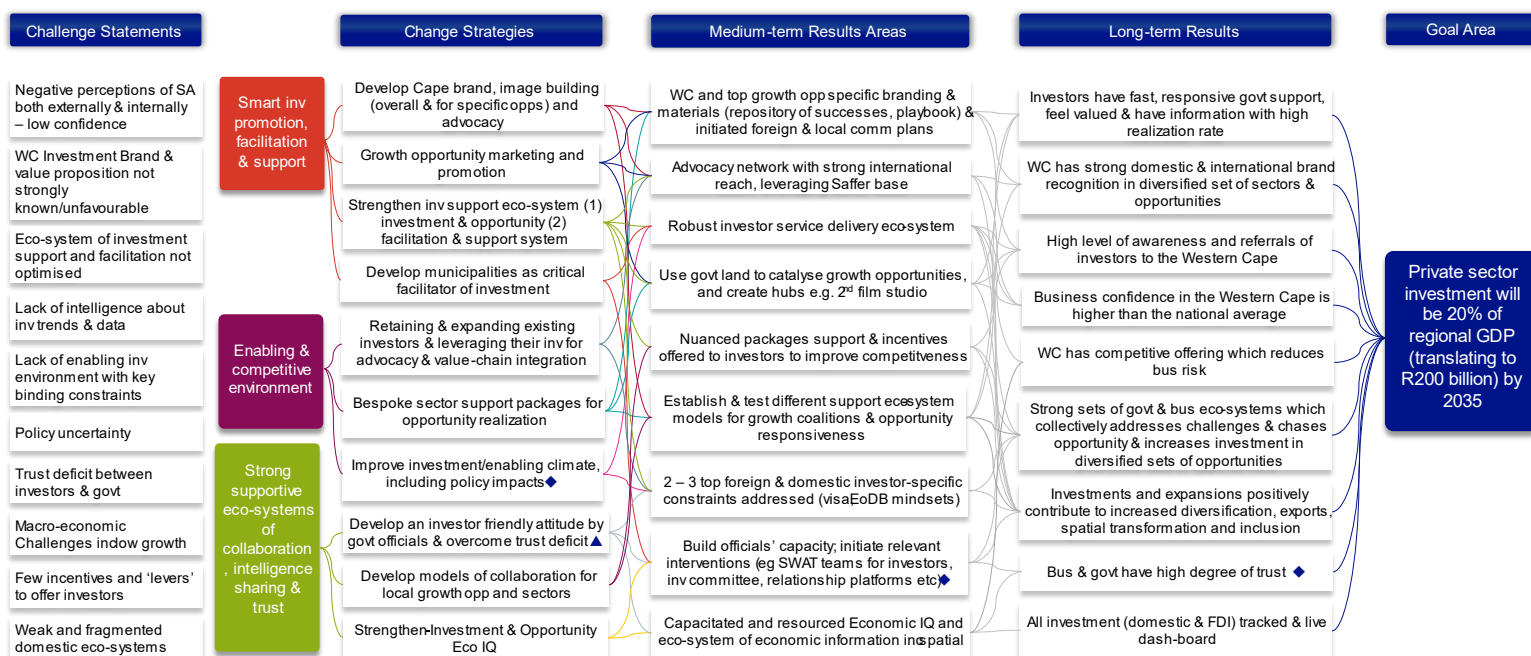 Challenge Statements
Negative perceptions of SA
both externally & internally
– low confidence
WC Investment Brand &
value proposition not
strongly
known/unfavourable
Eco-system of investment
support and facilitation not
optimised
Lack of intelligence about
inv trends & data
Lack of enabling inv
environment with key
binding constraints
Policy uncertainty
Trust deficit between
investors & govt
Macro-economic
Challenges inc low growth
Few incentives and ‘levers’
to offer investors
Weak and fragmented
domestic eco-systems
Smart inv
promotion,
facilitation
& support
Enabling &
competitive
environment
Strong
supportive
eco-systems
of
collaboration
, intelligence
sharing &
trust
Change Strategies
Develop Cape brand, image building
(overall & for specific opps) and
advocacy
Growth opportunity marketing and
promotion
Strengthen inv support eco-system (1)
investment & opportunity (2)
facilitation & support system
Develop municipalities as critical
facilitator of investment
Retaining & expanding existing
investors & leveraging their inv for
advocacy & value-chain integration
Bespoke sector support packages for
opportunity realization
Improve investment/enabling climate,
including policy impacts◆
Develop an investor friendly attitude by
govt officials & overcome trust deficit ▲
Develop models of collaboration for
local growth opp and sectors
Strengthen-Investment & Opportunity
Eco IQ
Medium-term Results Areas
WC and top growth opp specific branding &
materials (repository of successes, playbook) &
initiated foreign & local comm plans
Advocacy network with strong international
reach, leveraging Saffer base
Robust investor service delivery eco-system
Use govt land to catalyse growth opportunities,
and create hubs e.g. 2nd film studio
Nuanced packages support & incentives
offered to investors to improve competitveness
Establish & test different support eco-system
models for growth coalitions & opportunity
responsiveness
2 – 3 top foreign & domestic investor-specific
constraints addressed (visa,EoDB mindsets)
Build officials’ capacity; initiate relevant
interventions (eg SWAT teams for investors,
inv committee, relationship platforms etc)◆
Capacitated and resourced Economic IQ and
eco-system of economic information inc spatial
Long-term Results
Investors have fast, responsive govt support,
feel valued & have information with high
realization rate
WC has strong domestic & international brand
recognition in diversified set of sectors &
opportunities
High level of awareness and referrals of
investors to the Western Cape
Business confidence in the Western Cape is
higher than the national average
WC has competitive offering which reduces
bus risk
Strong sets of govt & bus eco-systems which
collectively addresses challenges & chases
opportunity & increases investment in
diversified sets of opportunities
Investments and expansions positively
contribute to increased diversification, exports,
spatial transformation and inclusion
Bus & govt have high degree of trust ◆
All investment (domestic & FDI) tracked & live
dash-board
Goal Area
Private sector
investment will
be 20% of
regional GDP
(translating to
R200 billion) by
2035